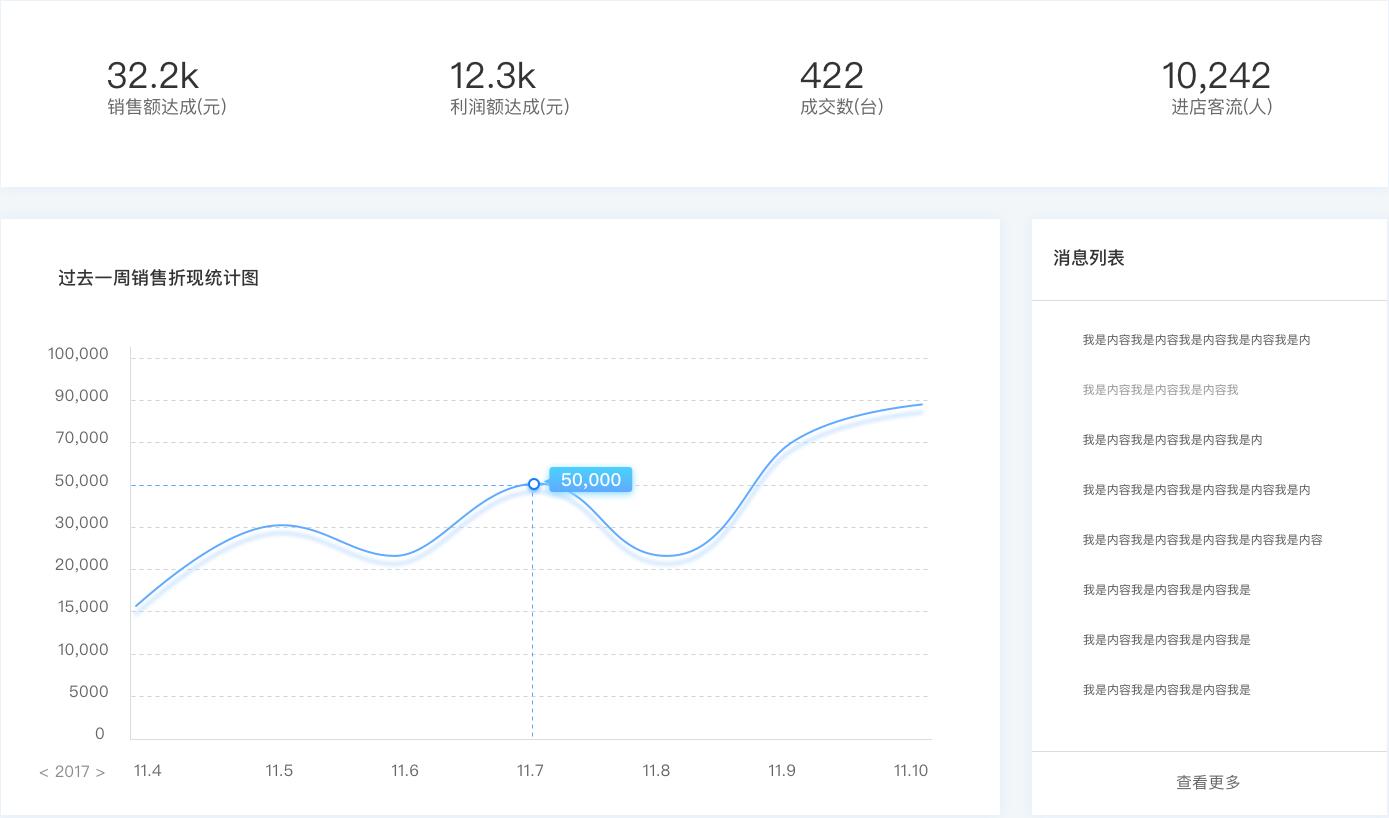 32.2k
销售额达成(元)
12.3k
利润额达成(元)
422
成交数(台)
10,242
进店客流(人)
过去一周销售折现统计图
100,000
90,000
70,000
50,000
30,000
20,000
15,000
10,000
5000
0
50,000
< 2017 >
11.4
11.5
11.6
11.7
11.8
11.9
11.10
消息列表
我是内容我是内容我是内容我是内容我是内
我是内容我是内容我是内容我
我是内容我是内容我是内容我是内
我是内容我是内容我是内容我是内容我是内
我是内容我是内容我是内容我是内容我是内容
我是内容我是内容我是内容我是
我是内容我是内容我是内容我是
我是内容我是内容我是内容我是
查看更多